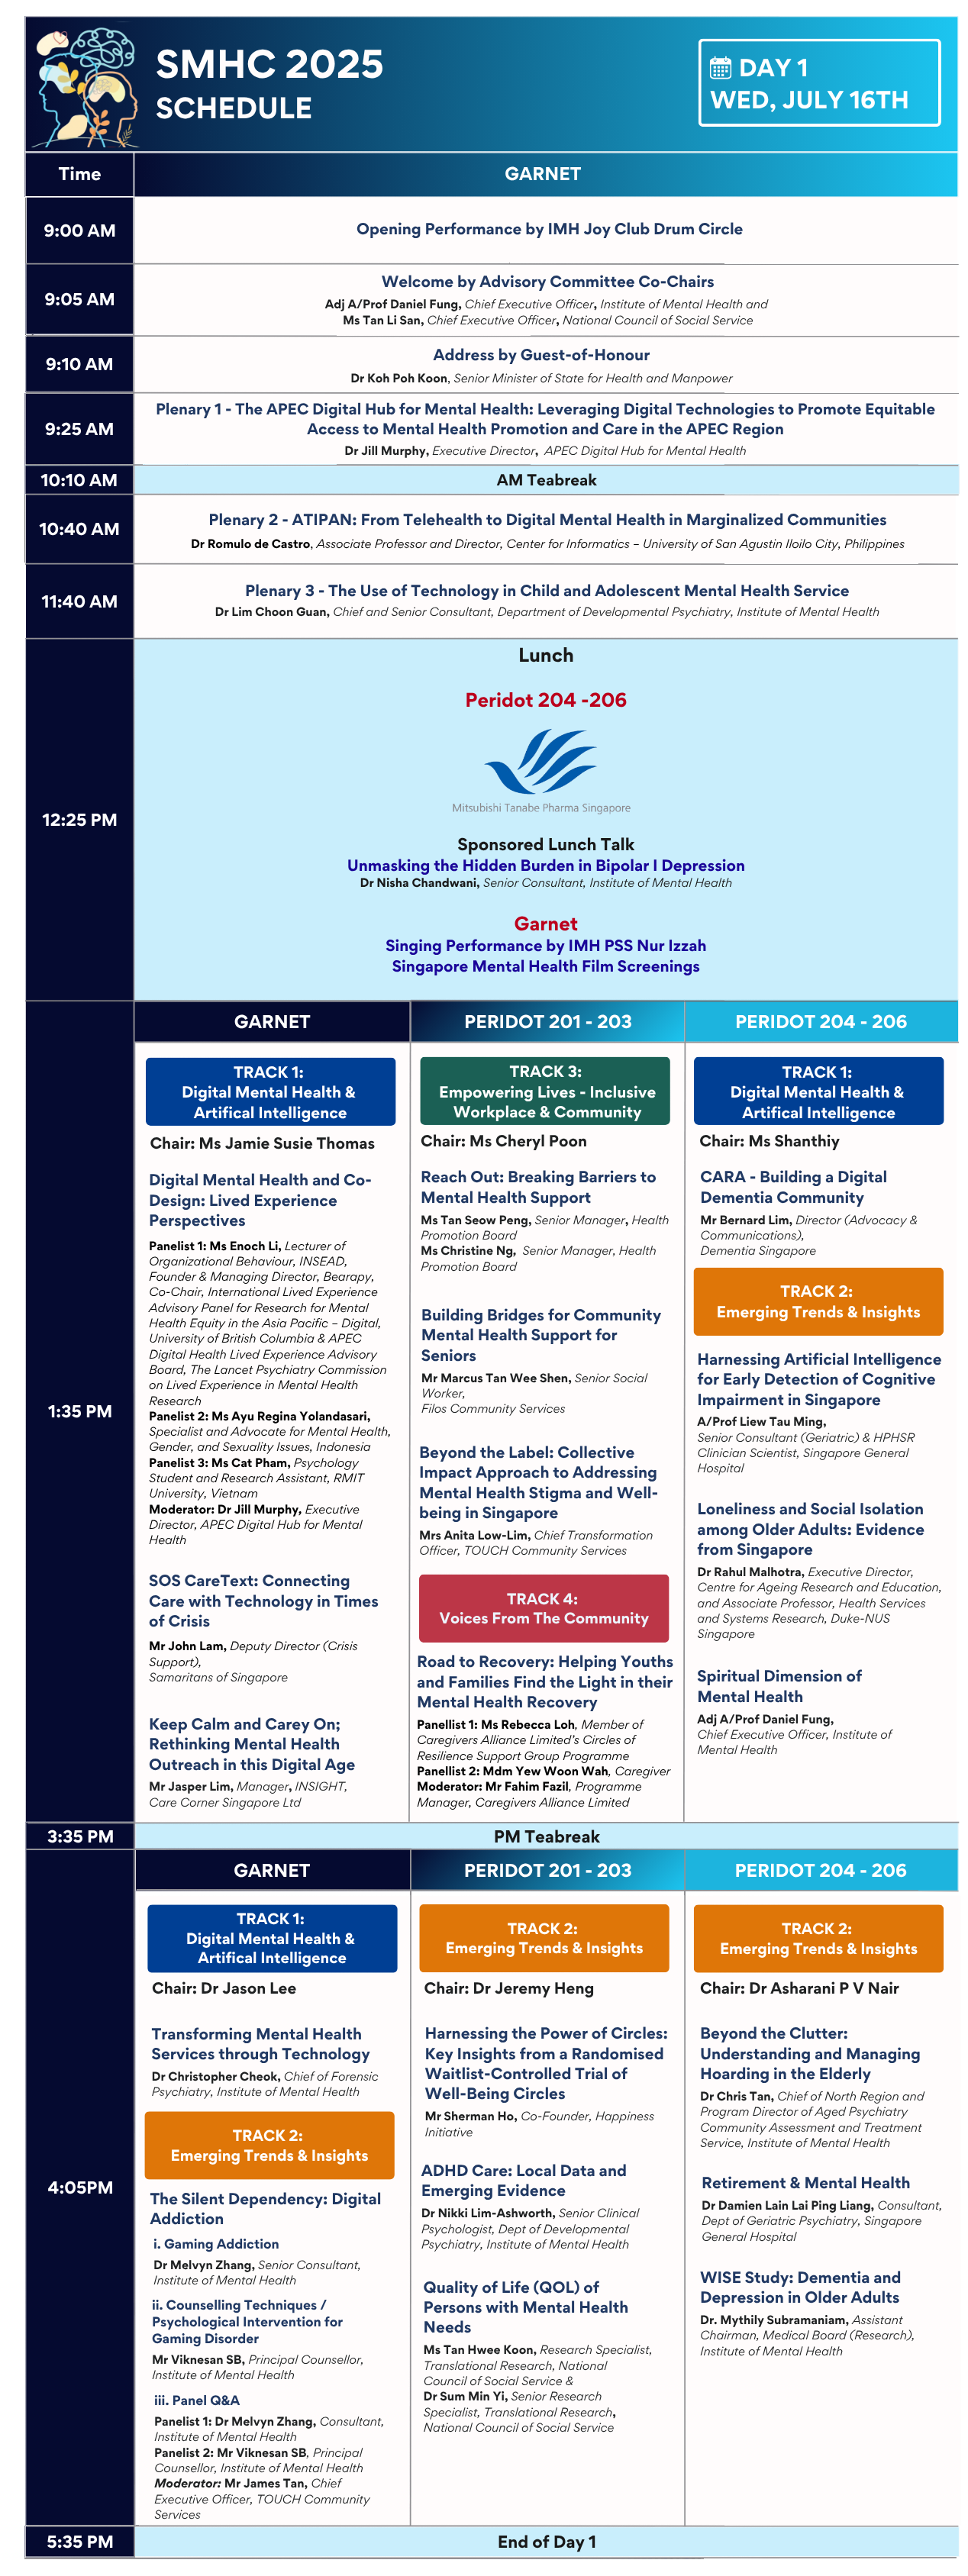 SMHC 2025
SCHEDULE
DAY 1
WED, JULY 16TH
Time
GARNET
9:00 AM
Opening Performance by IMH Joy Club Drum Circle
9:05 AM
Welcome by Advisory Committee Co-Chairs
Adj A/Prof Daniel Fung, Chief Executive Officer, Institute of Mental Health and
Ms Tan Li San, Chief Executive Officer, National Council of Social Service
9:10 AM
Address by Guest-of-Honour
Dr Koh Poh Koon, Senior Minister of State for Health and Manpower
9:25 AM
Plenary 1 - The APEC Digital Hub for Mental Health: Leveraging Digital Technologies to Promote Equitable
Access to Mental Health Promotion and Care in the APEC Region
Dr Jill Murphy, Executive Director, APEC Digital Hub for Mental Health
10:10 AM
AM Teabreak
10:40 AM
Plenary 2 - ATIPAN: From Telehealth to Digital Mental Health in Marginalized Communities
Dr Romulo de Castro, Associate Professor and Director, Center for Informatics – University of San Agustin Iloilo City, Philippines
11:40 AM
Plenary 3 - The Use of Technology in Child and Adolescent Mental Health Service
Dr Lim Choon Guan, Chief and Senior Consultant, Department of Developmental Psychiatry, Institute of Mental Health
12:25 PM
Lunch
Peridot 204 -206
Mitsubishi Tanabe Pharma Singapore
Sponsored Lunch Talk
Unmasking the Hidden Burden in Bipolar I Depression
Dr Nisha Chandwani, Senior Consultant, Institute of Mental Health
Garnet
Singing Performance by IMH PSS Nur Izzah
Singapore Mental Health Film Screenings
1:35 PM
GARNET
TRACK 1:
Digital Mental Health &
Artifical Intelligence
Chair: Ms Jamie Susie Thomas
Digital Mental Health and Co-
Design: Lived Experience
Perspectives
Panelist 1: Ms Enoch Li, Lecturer of
Organizational Behaviour, INSEAD,
Founder & Managing Director, Bearapy,
Co-Chair, International Lived Experience
Advisory Panel for Research for Mental
Health Equity in the Asia Pacific – Digital,
University of British Columbia & APEC
Digital Health Lived Experience Advisory
Board, The Lancet Psychiatry Commission
on Lived Experience in Mental Health
Research
Panelist 2: Ms Ayu Regina Yolandasari,
Specialist and Advocate for Mental Health,
Gender, and Sexuality Issues, Indonesia
Panelist 3: Ms Cat Pham, Psychology
Student and Research Assistant, RMIT
University, Vietnam
Moderator: Dr Jill Murphy, Executive
Director, APEC Digital Hub for Mental
Health
SOS CareText: Connecting
Care with Technology in Times
of Crisis
Mr John Lam, Deputy Director (Crisis
Support),
Samaritans of Singapore
Keep Calm and Carey On;
Rethinking Mental Health
Outreach in this Digital Age
Mr Jasper Lim, Manager, INSIGHT,
Care Corner Singapore Ltd
PERIDOT 201 - 203
TRACK 3:
Empowering Lives - Inclusive
Workplace & Community
Chair: Ms Cheryl Poon
Reach Out: Breaking Barriers to
Mental Health Support
Ms Tan Seow Peng, Senior Manager, Health
Promotion Board
Ms Christine Ng, Senior Manager, Health
Promotion Board
Building Bridges for Community
Mental Health Support for
Seniors
Mr Marcus Tan Wee Shen, Senior Social
Worker,
Filos Community Services
Beyond the Label: Collective
Impact Approach to Addressing
Mental Health Stigma and Well-
being in Singapore
Mrs Anita Low-Lim, Chief Transformation
Officer, TOUCH Community Services
TRACK 4:
Voices From The Community
Road to Recovery: Helping Youths
and Families Find the Light in their
Mental Health Recovery
Panellist 1: Ms Rebecca Loh, Member of
Caregivers Alliance Limited's Circles of
Resilience Support Group Programme
Panellist 2: Mdm Yew Woon Wah, Caregiver
Moderator: Mr Fahim Fazil, Programme
Manager, Caregivers Alliance Limited
PERIDOT 204 - 206
TRACK 1:
Digital Mental Health &
Artifical Intelligence
Chair: Ms Shanthiy
CARA - Building a Digital
Dementia Community
Mr Bernard Lim, Director (Advocacy &
Communications),
Dementia Singapore
TRACK 2:
Emerging Trends & Insights
Harnessing Artificial Intelligence
for Early Detection of Cognitive
Impairment in Singapore
A/Prof Liew Tau Ming,
Senior Consultant (Geriatric) & HPHSR
Clinician Scientist, Singapore General
Hospital
Loneliness and Social Isolation
among Older Adults: Evidence
from Singapore
Dr Rahul Malhotra, Executive Director,
Centre for Ageing Research and Education,
and Associate Professor, Health Services
and Systems Research, Duke-NUS
Singapore
Spiritual Dimension of
Mental Health
Adj A/Prof Daniel Fung,
Chief Executive Officer, Institute of
Mental Health
3:35 PM
PM Teabreak
4:05PM
GARNET
TRACK 1:
Digital Mental Health &
Artifical Intelligence
Chair: Dr Jason Lee
Transforming Mental Health
Services through Technology
Dr Christopher Cheok, Chief of Forensic
Psychiatry, Institute of Mental Health
TRACK 2:
Emerging Trends & Insights
The Silent Dependency: Digital
Addiction
i. Gaming Addiction
Dr Melvyn Zhang, Senior Consultant,
Institute of Mental Health
ii. Counselling Techniques /
Psychological Intervention for
Gaming Disorder
Mr Viknesan SB, Principal Counsellor,
Institute of Mental Health
iii. Panel Q&A
Panelist 1: Dr Melvyn Zhang, Consultant,
Institute of Mental Health
Panelist 2: Mr Viknesan SB, Principal
Counsellor, Institute of Mental Health
Moderator: Mr James Tan, Chief
Executive Officer, TOUCH Community
Services
PERIDOT 201 - 203
TRACK 2:
Emerging Trends & Insights
Chair: Dr Jeremy Heng
Harnessing the Power of Circles:
Key Insights from a Randomised
Waitlist-Controlled Trial of
Well-Being Circles
Mr Sherman Ho, Co-Founder, Happiness
Initiative
ADHD Care: Local Data and
Emerging Evidence
Dr Nikki Lim-Ashworth, Senior Clinical
Psychologist, Dept of Developmental
Psychiatry, Institute of Mental Health
Quality of Life (QOL) of
Persons with Mental Health
Needs
Ms Tan Hwee Koon, Research Specialist,
Translational Research, National
Council of Social Service &
Dr Sum Min Yi, Senior Research
Specialist, Translational Research,
National Council of Social Service
PERIDOT 204 - 206
TRACK 2:
Emerging Trends & Insights
Chair: Dr Asharani P V Nair
Beyond the Clutter:
Understanding and Managing
Hoarding in the Elderly
Dr Chris Tan, Chief of North Region and
Program Director of Aged Psychiatry
Community Assessment and Treatment
Service, Institute of Mental Health
Retirement & Mental Health
Dr Damien Lain Lai Ping Liang, Consultant,
Dept of Geriatric Psychiatry, Singapore
General Hospital
WISE Study: Dementia and
Depression in Older Adults
Dr. Mythily Subramaniam, Assistant
Chairman, Medical Board (Research),
Institute of Mental Health
5:35 PM
End of Day 1